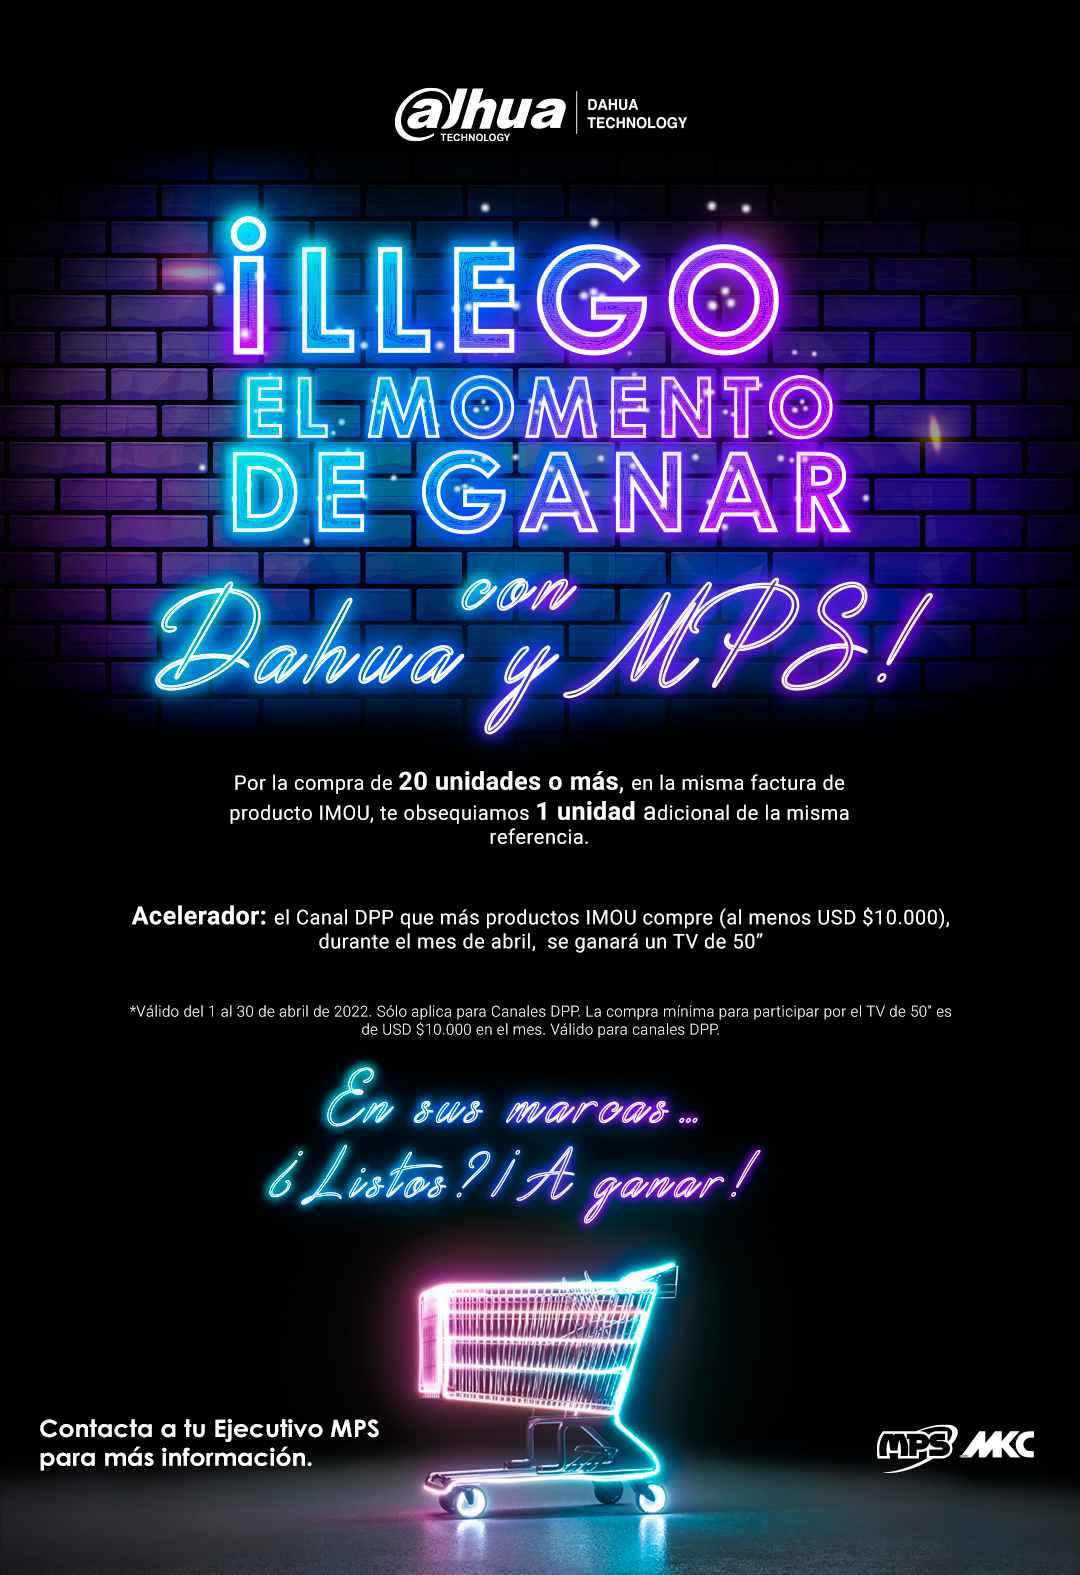 alhua
TECHNOLOGY
DAHUA
TECHNOLOGY
¡LLEGO
EL MOMENTO
DE GANAR
con
Dahua y MPS!
Por la compra de 20 unidades o más, en la misma factura de
producto IMOU, te obsequiamos 1 unidad adicional de la misma
referencia.
Acelerador: el Canal DPP que más productos IMOU compre (al menos USD $10.000),
durante el mes de abril, se ganará un TV de 50”
*Válido del 1 al 30 de abril de 2022. Sólo aplica para Canales DPP. La compra mínima para participar por el TV de 50" es
de USD $10.000 en el mes. Válido para canales DPP.
En sus marcas...
¿Listos? ¡A ganar!
Contacta a tu Ejecutivo MPS
para más información.
MPS MKC